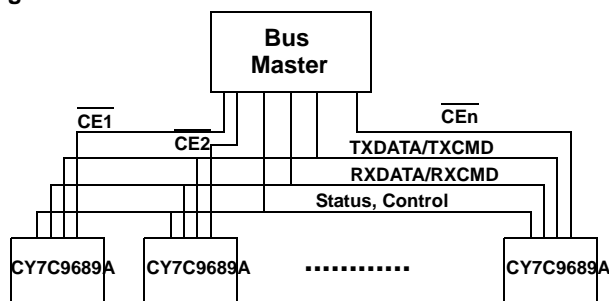 g
Bus
Master
CE1
CE2
CEn
TXDATA/TXCMD
RXDATA/RXCMD
Status, Control
CY7C9689A
CY7C9689A
............
CY7C9689A